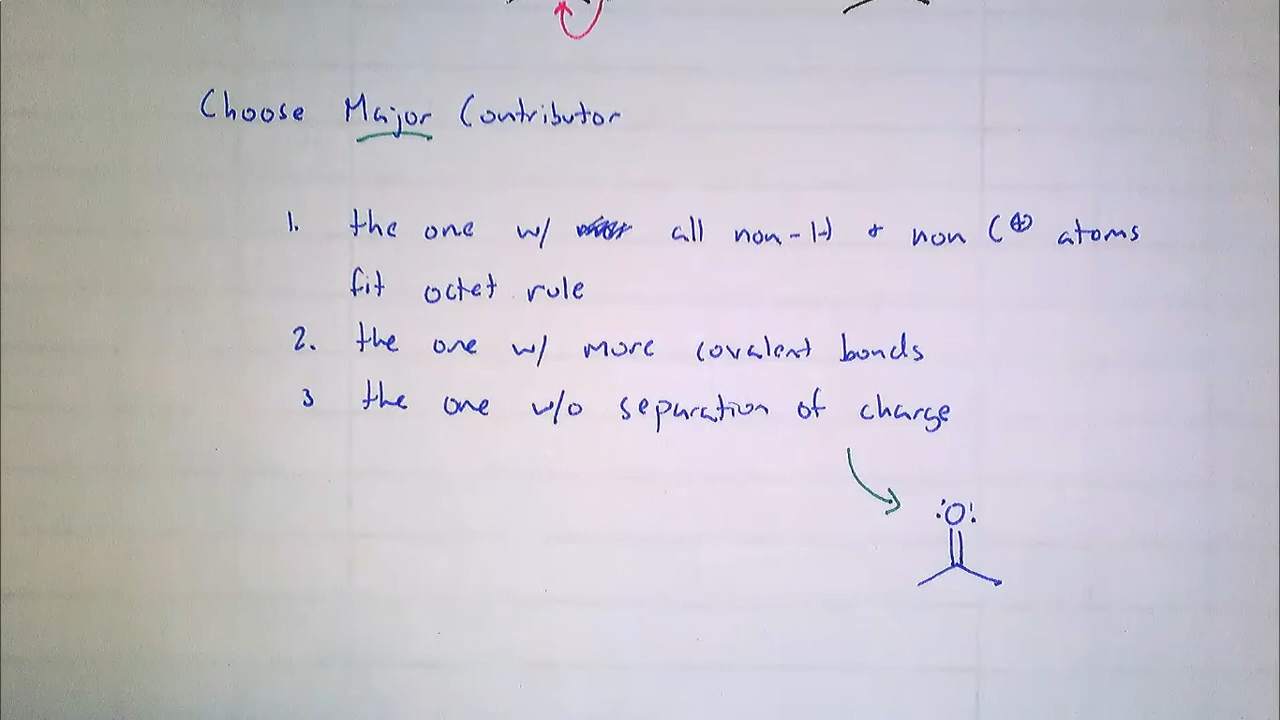 Choose Major Contributor
1. the one w/ all non-H + non C⊕ atoms
fit octet rule
2. the one w/ more covalent bonds
3 the one w/o separation of charge
:O: